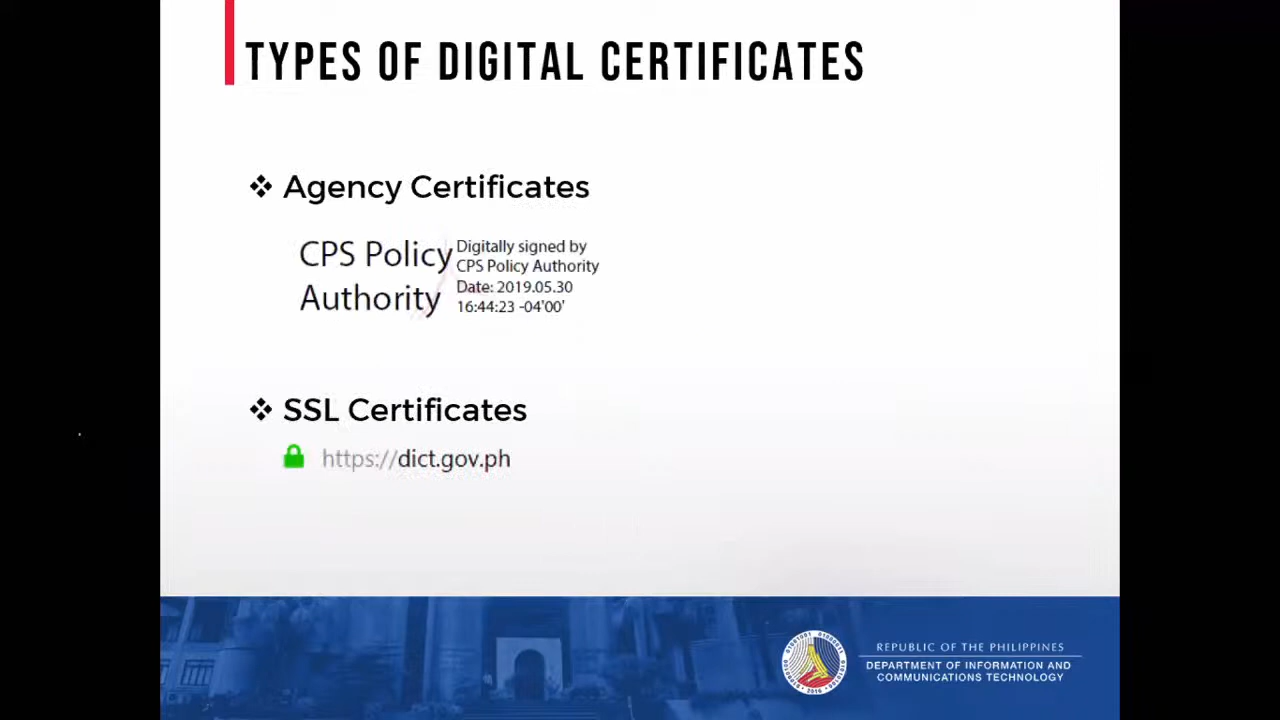 TYPES OF DIGITAL CERTIFICATES
❖ Agency Certificates
CPS Policy
Authority
Digitally signed by
CPS Policy Authority
Date: 2019.05.30
16:44:23 -04'00'
❖ SSL Certificates
https://dict.gov.ph
REPUBLIC OF THE PHILIPPINES
DEPARTMENT OF INFORMATION AND
COMMUNICATIONS TECHNOLOGY
2016